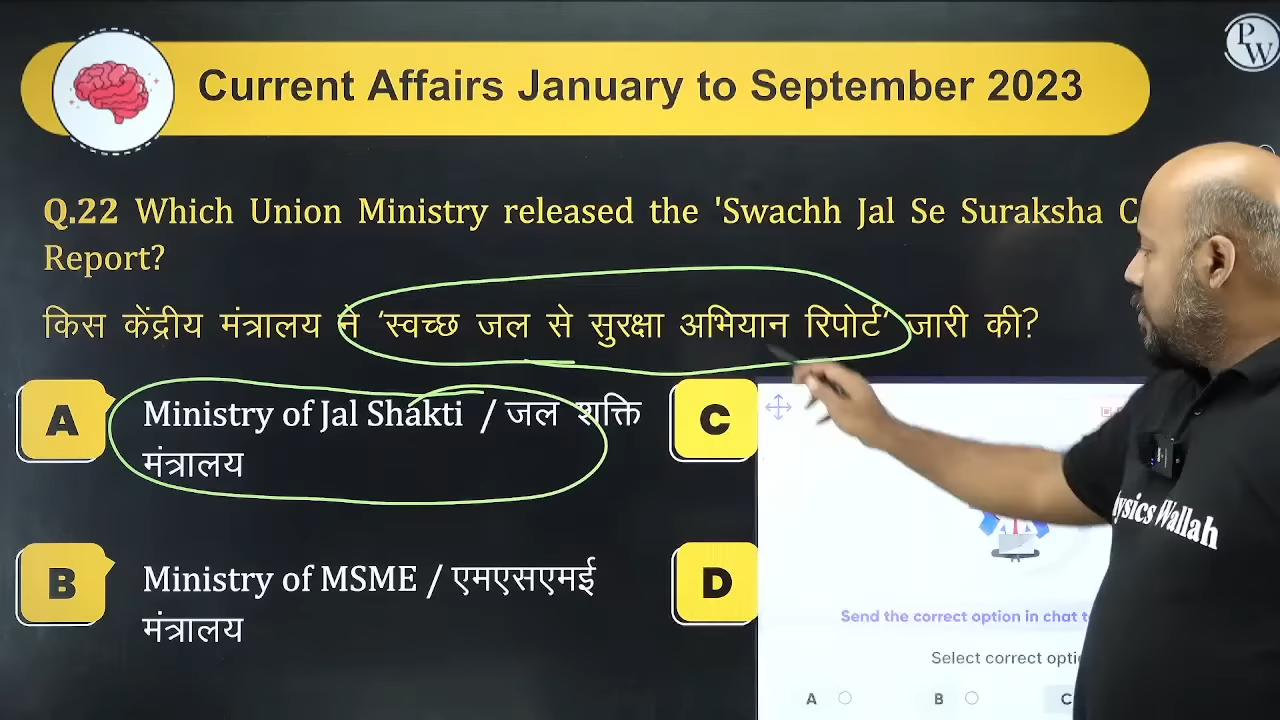 PW
Current Affairs January to September 2023
Q.22 Which Union Ministry released the 'Swachh Jal Se Suraksha
Report?
किस केंद्रीय मंत्रालय ने ‘स्वच्छ जल से सुरक्षा अभियान रिपोर्ट’ जारी की?
A
Ministry of Jal Shakti / जल शक्ति
मंत्रालय
B
Ministry of MSME / एमएसएमई
मंत्रालय
C
D
Send the correct option in chat
Select correct
A
B
C
Wallah